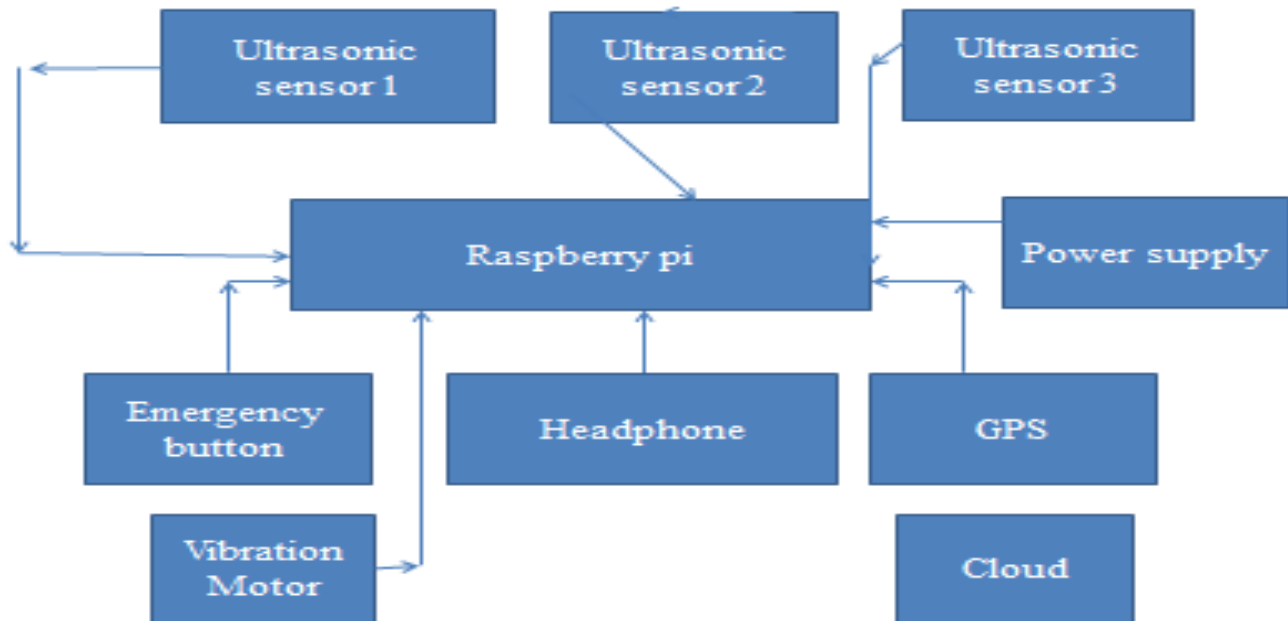 Ultrasonic
sensor 1
Ultrasonic
sensor 2
Ultrasonic
sensor 3
Raspberry pi
Power supply
Emergency
button
Headphone
GPS
Vibration
Motor
Cloud